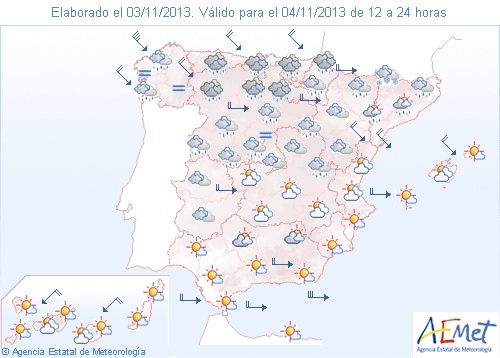 Elaborado el 03/11/2013. Válido para el 04/11/2013 de 12 a 24 horas
AEMet
Agencia Estatal de Meteorología
© Agencia Estatal de Meteorología